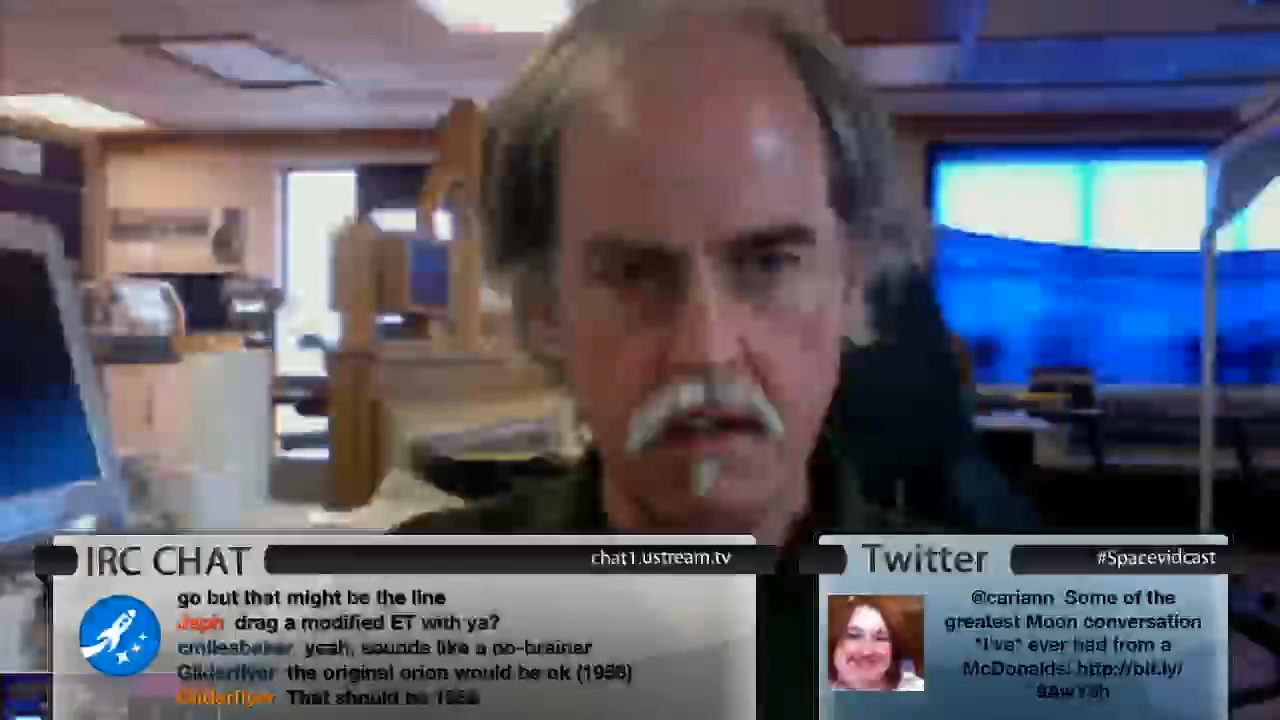 IRC CHAT
chat1.ustream.tv
go but that might be the line
Jeph drag a modified ET with ya?
smilesbaker yeah, sounds like a no-brainer
Gliderflyer the original orion would be ok (1958)
Gliderflyer That should be 1958
Twitter
#Spacevidcast
@cariann Some of the
greatest Moon conversation
*I've* ever had from a
McDonalds! http://bit.ly/